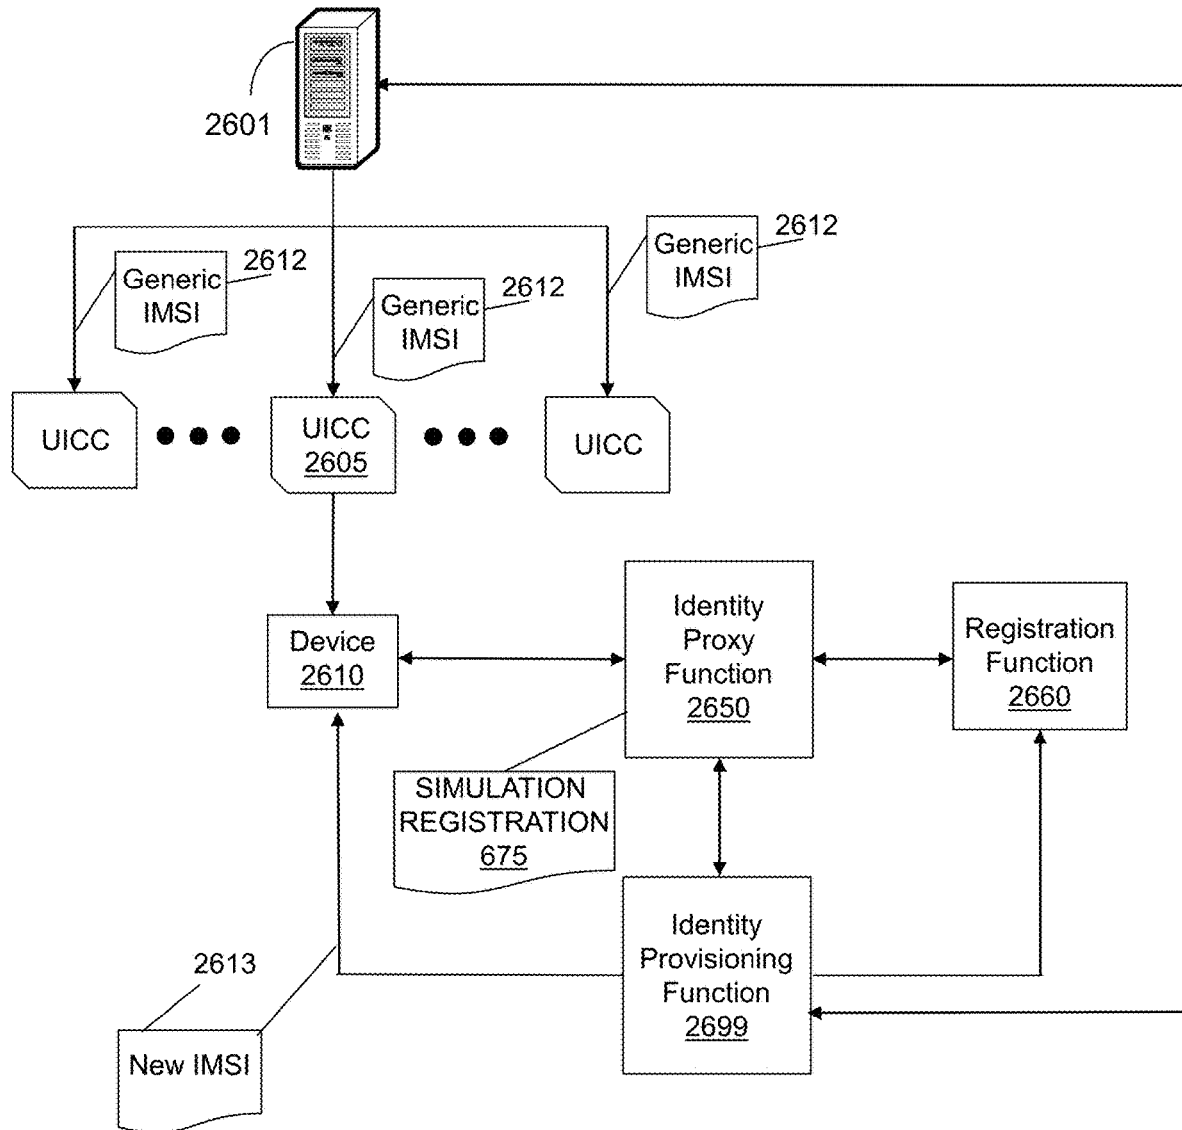 2601
Generic
IMSI
2612
Generic
IMSI
2612
Generic
IMSI
2612
UICC
UICC
2605
UICC
Device
2610
Identity
Proxy
Function
2650
Registration
Function
2660
SIMULATION
REGISTRATION
675
Identity
Provisioning
Function
2699
2613
New IMSI